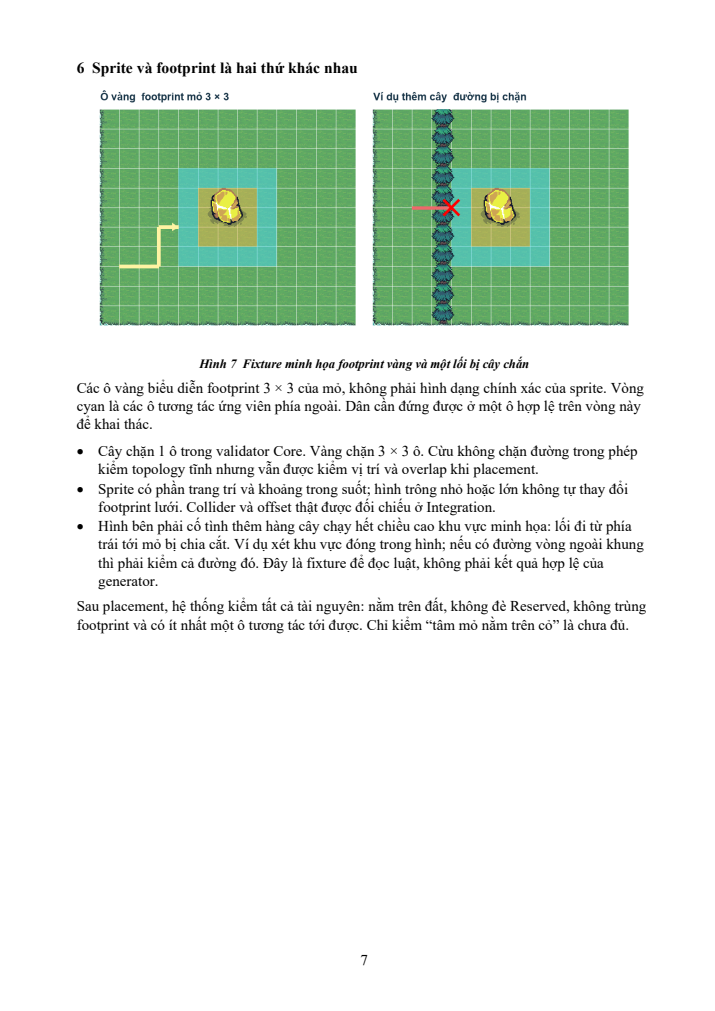 6 Sprite và footprint là hai thứ khác nhau
Ô vàng footprint mỏ 3 × 3
Ví dụ thêm cây đường bị chặn
Hình 7 Fixture minh họa footprint vàng và một lối bị cây chắn
Các ô vàng biểu diễn footprint 3 × 3 của mỏ, không phải hình dạng chính xác của sprite. Vòng
cyan là các ô tương tác ứng viên phía ngoài. Dân cần đứng được ở một ô hợp lệ trên vòng này
để khai thác.
• Cây chặn 1 ô trong validator Core. Vàng chặn 3 × 3 ô. Cừu không chặn đường trong phép
kiểm topology tĩnh nhưng vẫn được kiểm vị trí và overlap khi placement.
• Sprite có phần trang trí và khoảng trong suốt; hình trông nhỏ hoặc lớn không tự thay đổi
footprint lưới. Collider và offset thật được đối chiếu ở Integration.
• Hình bên phải cố tình thêm hàng cây chạy hết chiều cao khu vực minh họa: lối đi từ phía
trái tới mỏ bị chia cắt. Ví dụ xét khu vực đóng trong hình; nếu có đường vòng ngoài khung
thì phải kiểm cả đường đó. Đây là fixture để đọc luật, không phải kết quả hợp lệ của
generator.
Sau placement, hệ thống kiểm tất cả tài nguyên: nằm trên đất, không đè Reserved, không trùng
footprint và có ít nhất một ô tương tác tới được. Chỉ kiểm “tâm mỏ nằm trên cỏ” là chưa đủ.
7